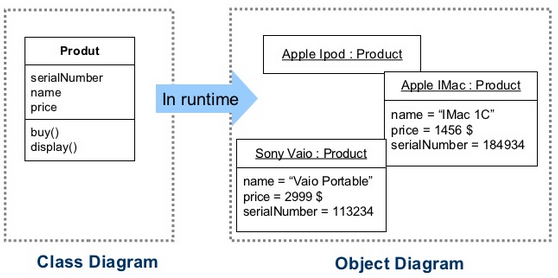 Produt
serialNumber
name
price
buy()
display()
In runtime
Apple Ipod : Product
Apple IMac : Product
name = “IMac 1C”
price = 1456 $
serialNumber = 184934
Sony Vaio : Product
name = “Vaio Portable”
price = 2999 $
serialNumber = 113234
Class Diagram
Object Diagram